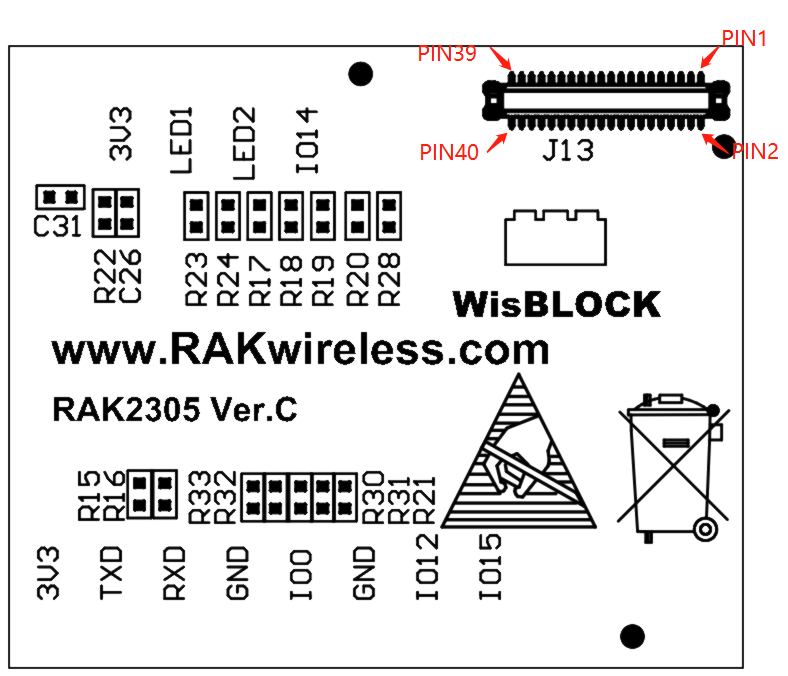 PIN39
PIN1
PIN40
PIN2
J13
3V3
LED1
LED2
IO14
C31
R22
C26
R23
R24
R17
R18
R19
R20
R28
WisBLOCK
www.RAKwireless.com
RAK2305 Ver.C
R15
R16
R33
R32
R30
R31
R21
3V3
TXD
RXD
GND
IO0
GND
IO12
IO15